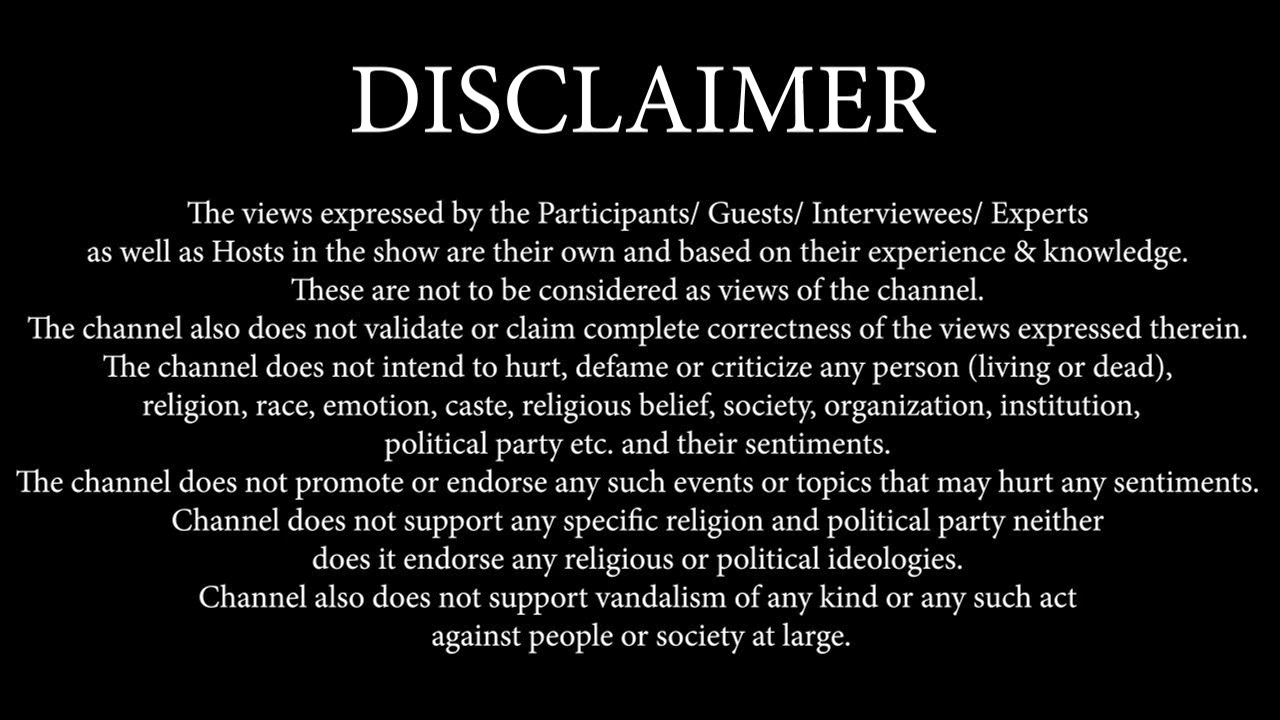 DISCLAIMER
The views expressed by the Participants/ Guests/ Interviewees/ Experts
as well as Hosts in the show are their own and based on their experience & knowledge.
These are not to be considered as views of the channel.
The channel also does not validate or claim complete correctness of the views expressed therein.
The channel does not intend to hurt, defame or criticize any person (living or dead),
religion, race, emotion, caste, religious belief, society, organization, institution,
political party etc. and their sentiments.
The channel does not promote or endorse any such events or topics that may hurt any sentiments.
Channel does not support any specific religion and political party neither
does it endorse any religious or political ideologies.
Channel also does not support vandalism of any kind or any such act
against people or society at large.